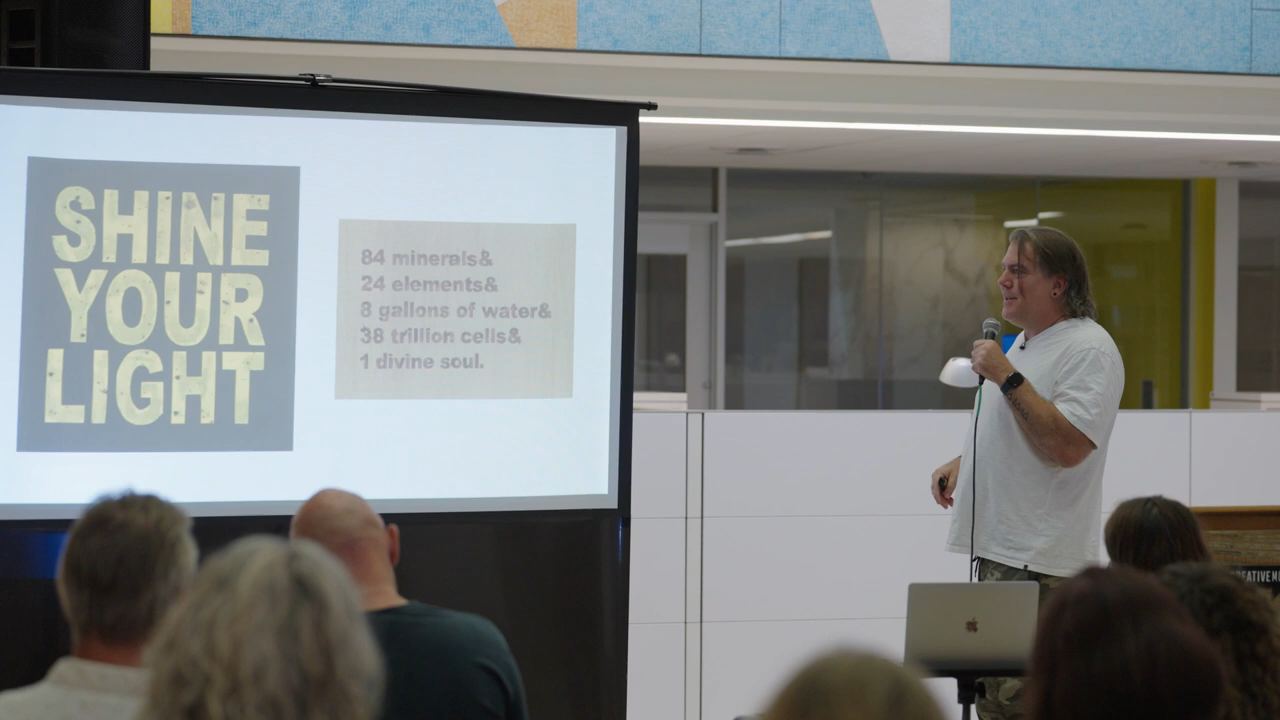 SHINE
YOUR
LIGHT
84 minerals&
24 elements&
8 gallons of water&
38 trillion cells&
1 divine soul.